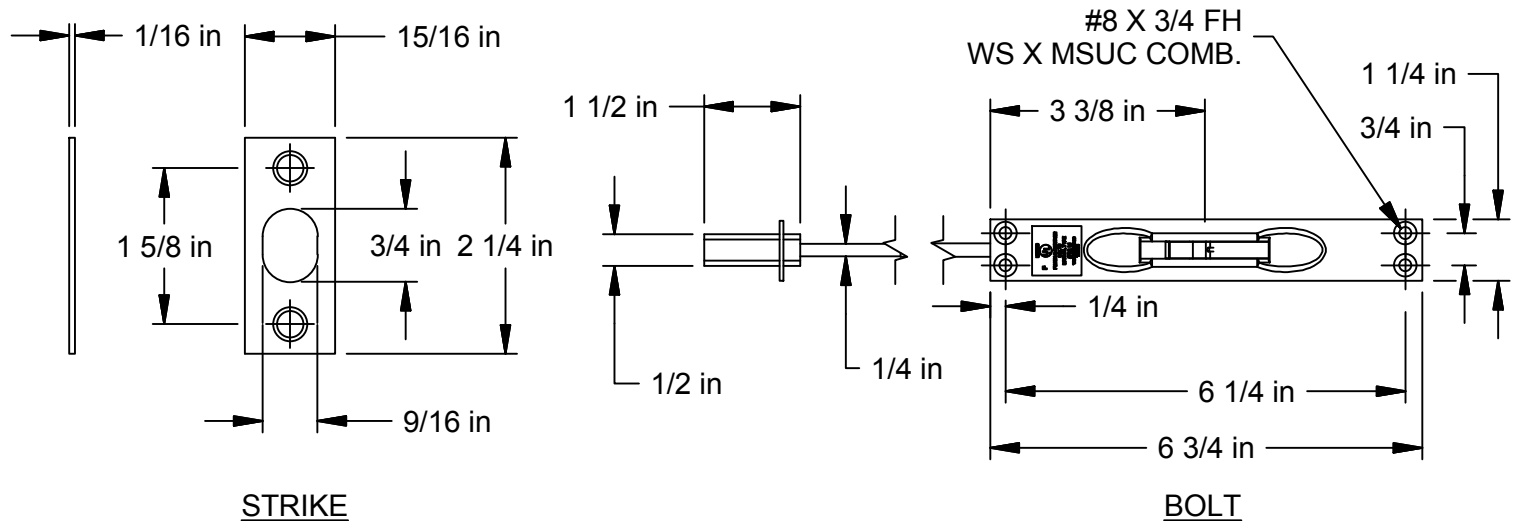 1/16 in
15/16 in
1 5/8 in
3/4 in
2 1/4 in
9/16 in
STRIKE
#8 X 3/4 FH
WS X MSUC COMB.
1 1/2 in
3 3/8 in
1 1/4 in
3/4 in
1/2 in
1/4 in
1/4 in
6 1/4 in
6 3/4 in
BOLT